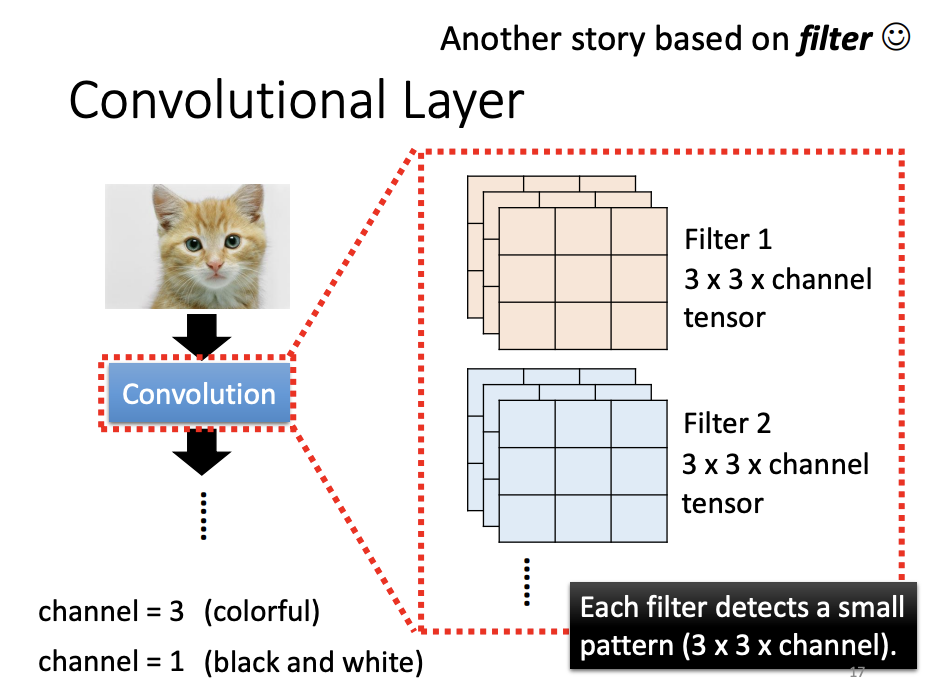 Another story based on filter ☺
Convolutional Layer
Convolution
Filter 1
3 x 3 x channel
tensor
Filter 2
3 x 3 x channel
tensor
channel = 3 (colorful)
channel = 1 (black and white)
Each filter detects a small
pattern (3 x 3 x channel).
17